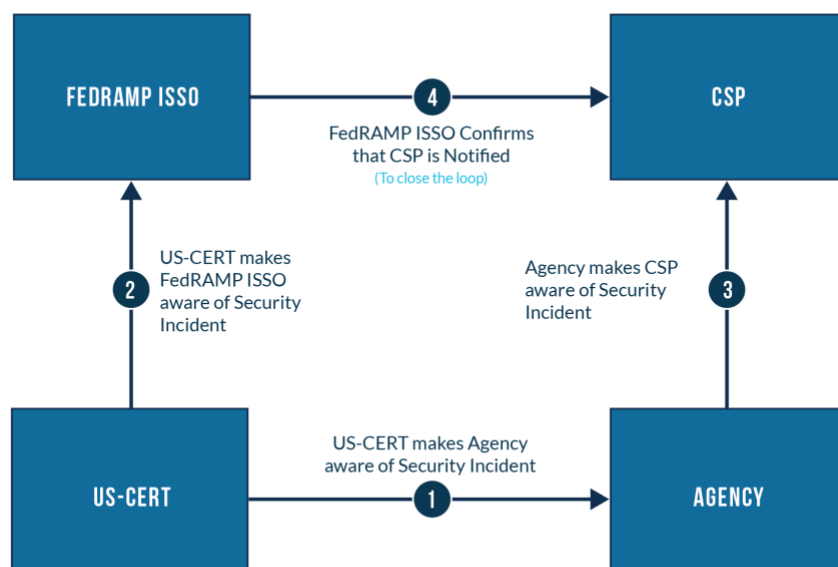 FEDRAMP ISSO
4
CSP
FedRAMP ISSO Confirms
that CSP is Notified
(To close the loop)
2
US-CERT makes
FedRAMP ISSO
aware of Security
Incident
Agency makes CSP
aware of Security
Incident
3
US-CERT
US-CERT makes Agency
aware of Security Incident
1
AGENCY